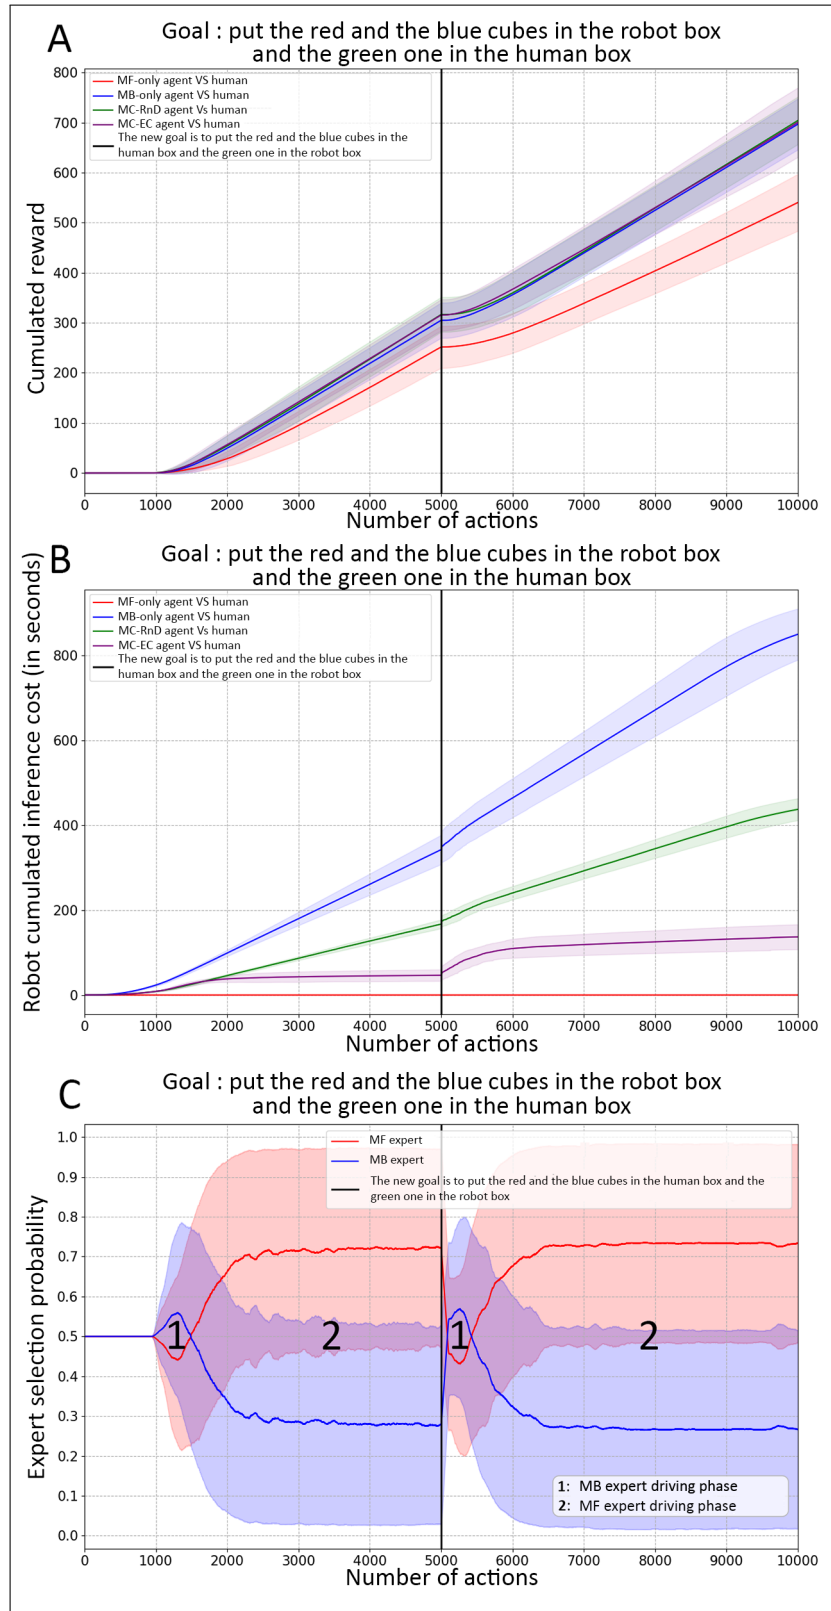 A
Goal : put the red and the blue cubes in the robot box
and the green one in the human box
800
700
600
500
400
300
200
100
0
Cumulated reward
MF-only agent VS human
MB-only agent VS human
MC-RnD agent Vs human
MC-EC agent VS human
The new goal is to put the red and the blue cubes in the
human box and the green one in the robot box
0 1000 2000 3000 4000 5000 6000 7000 8000 9000 10000
Number of actions
B
Goal : put the red and the blue cubes in the robot box
and the green one in the human box
800
600
400
200
0
Robot cumulated inference cost (in seconds)
MF-only agent VS human
MB-only agent VS human
MC-RnD agent Vs human
MC-EC agent VS human
The new goal is to put the red and the blue cubes in the
human box and the green one in the robot box
0 1000 2000 3000 4000 5000 6000 7000 8000 9000 10000
Number of actions
C
Goal : put the red and the blue cubes in the robot box
and the green one in the human box
1.0
0.9
0.8
0.7
0.6
0.5
0.4
0.3
0.2
0.1
0.0
Expert selection probability
MF expert
MB expert
The new goal is to put the red and the blue cubes in the human box and the
green one in the robot box
1 2 1 2
1: MB expert driving phase
2: MF expert driving phase
0 1000 2000 3000 4000 5000 6000 7000 8000 9000 10000
Number of actions